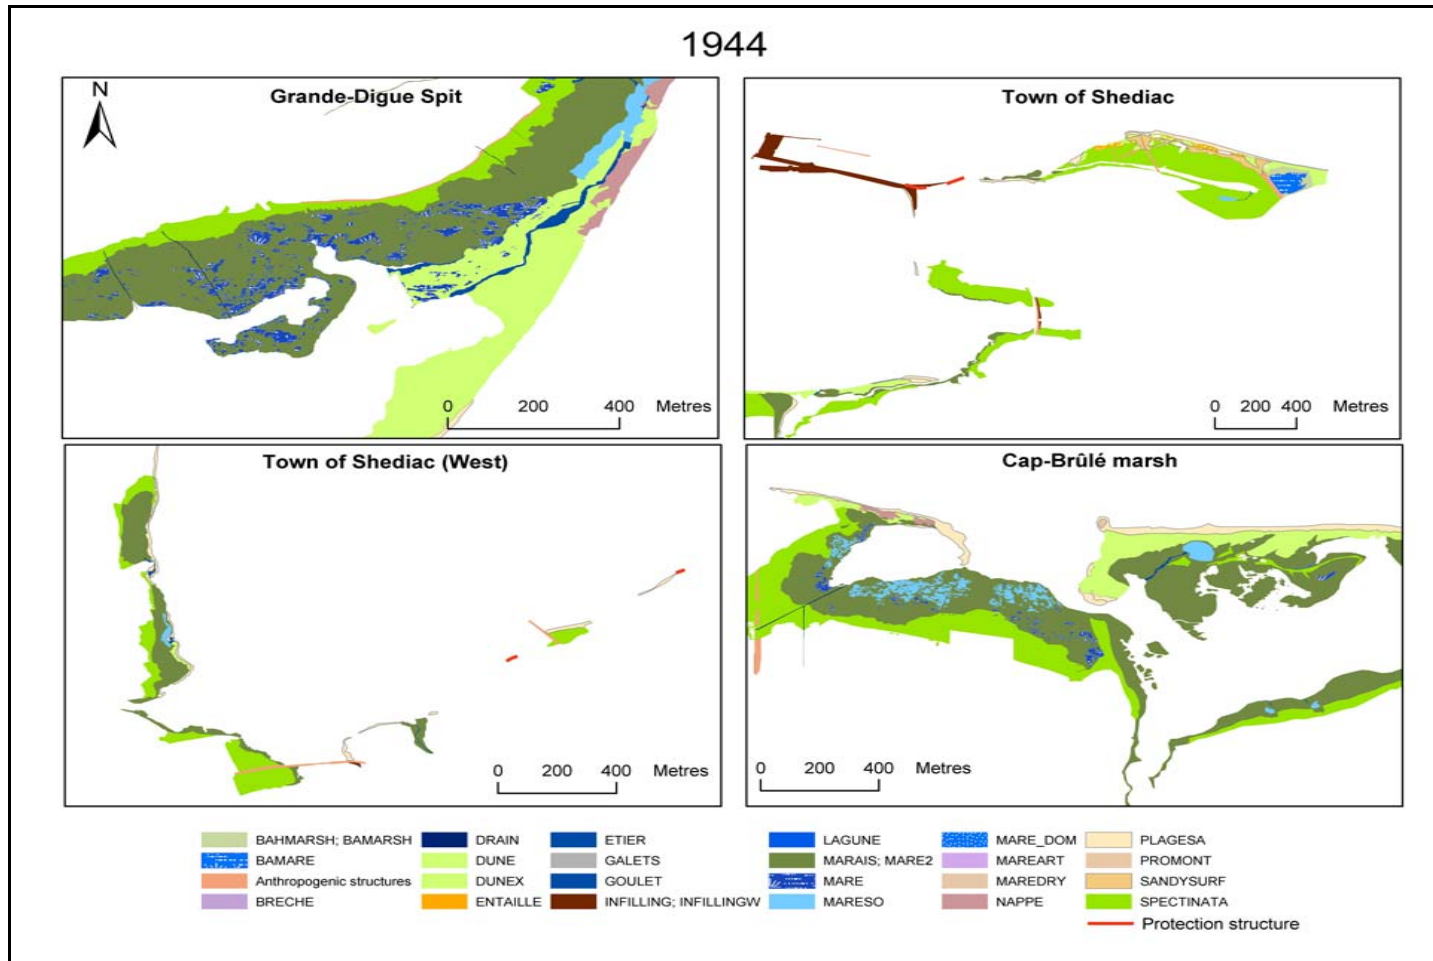 1944
N
Grande-Digue Spit
0 200 400 Metres
Town of Shediac
0 200 400 Metres
Town of Shediac (West)
0 200 400 Metres
Cap-Brûlé marsh
0 200 400 Metres
BAHMARSH; BAMARSH
BAMARE
Anthropogenic structures
BRECHE
DRAIN
DUNE
DUNEX
ENTAILLE
ETIER
GALETS
GOULET
INFILLING; INFILLINGW
LAGUNE
MARAIS; MARE2
MARE
MARESO
MARE_DOM
MAREART
MAREDRY
NAPPE
PLAGESA
PROMONT
SANDYSURF
SPECTINATA
Protection structure